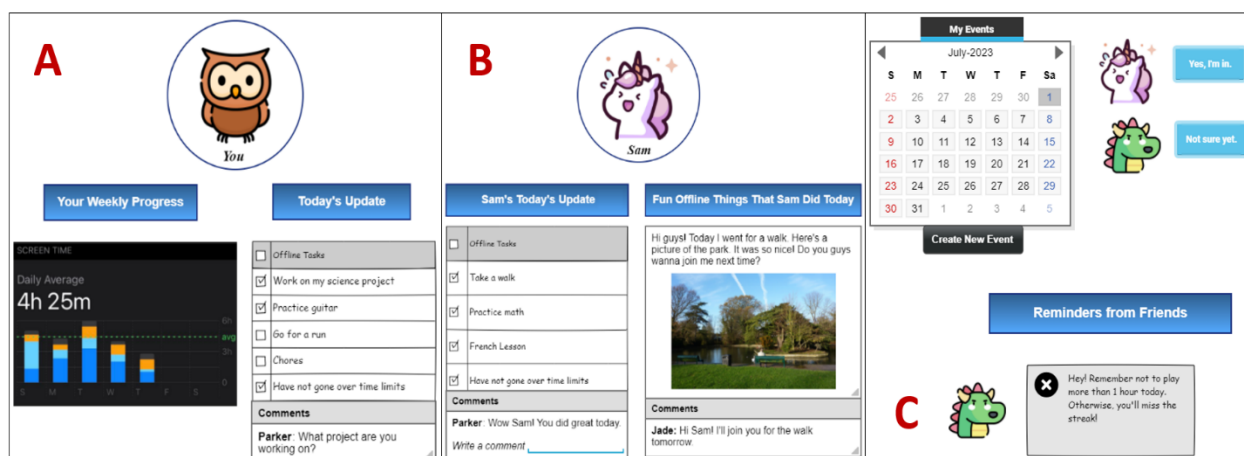 A
You
Your Weekly Progress
SCREEN TIME
Daily Average
4h 25m
6h
avg
3h
0
S M T W T F S
Today's Update
Offline Tasks
Work on my science project
Practice guitar
Go for a run
Chores
Have not gone over time limits
Comments
Parker: What project are you
working on?
B
Sam
Sam's Today's Update
Offline Tasks
Take a walk
Practice math
French Lesson
Have not gone over time limits
Comments
Parker: Wow Sam! You did great today.
Write a comment
Fun Offline Things That Sam Did Today
Hi guys! Today I went for a walk. Here's a
picture of the park. It was so nice! Do you guys
wanna join me next time?
Comments
Jade: Hi Sam! I'll join you for the walk
tomorrow.
My Events
July-2023
S M T W T F Sa
25 26 27 28 29 30 1
2 3 4 5 6 7 8
9 10 11 12 13 14 15
16 17 18 19 20 21 22
23 24 25 26 27 28 29
30 31 1 2 3 4 5
Create New Event
Yes, I'm in.
Not sure yet.
Reminders from Friends
C
Hey! Remember not to play
more than 1 hour today.
Otherwise, you'll miss the
streak!